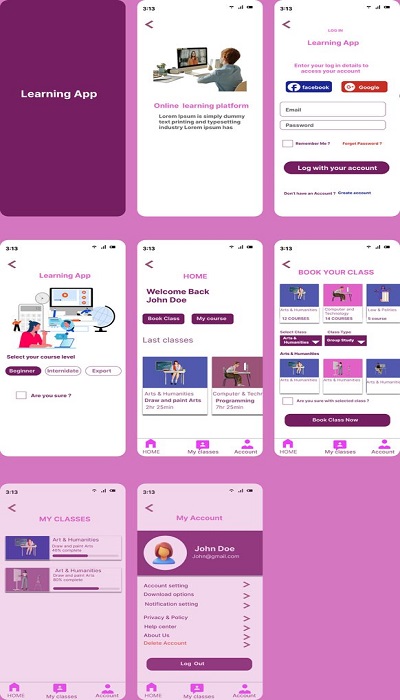 Learning App
3:13
Online learning platform
Lorem Ipsum is simply dummy
text printing and typesetting
industry Lorem ipsum has
3:13
LOG IN
Learning App
Enter your log in details to
access your account
facebook
Google
Email
Password
Remember Me ?
Forgot Password ?
Log with your account
Don't have an Account ?
Create account
3:13
Learning App
Select your course level
Beginner
Intermidate
Expert
Are you sure ?
3:13
HOME
Welcome Back
John Doe
Book Class
My course
Last classes
Arts & Humanities
Draw and paint Arts
2hr 25min
Computer & Techn
Programming
7hr 25min
HOME
My classes
Account
3:13
BOOK YOUR CLASS
Arts & Humanities
12 COURSES
Computer and
Technology
14 COURSES
Law & Politics
5 course
Select Class
Class Type
Arts &
Humanities
Group Study
Arts & Humanities
Arts & Humanities
Arts & Humanities
Arts & Humanit
Are you sure with selected class ?
Book Class Now
HOME
My classes
Account
3:13
MY CLASSES
Art & Humanities
Draw and paint Arts
45% complete
Art & Humanities
Draw and paint Arts
90% complete
HOME
My classes
Account
3:13
My Account
John Doe
John@gmail.com
Account setting
Download options
Notification setting
Privacy & Policy
Help center
About Us
Delete Account
Log Out
HOME
My classes
Account